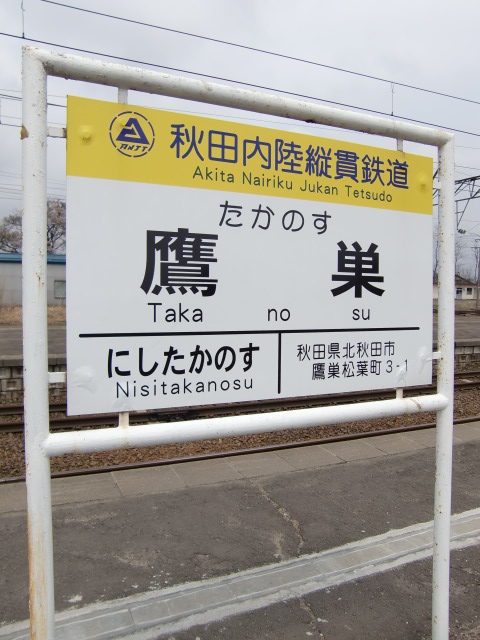 秋田内陸縦貫鉄道
Akita Nairiku Jukan Tetsudo
たかのす
鷹巣
Taka no su
にしたかのす
Nisitakanosu
秋田県北秋田市
鷹巣松葉町3-1